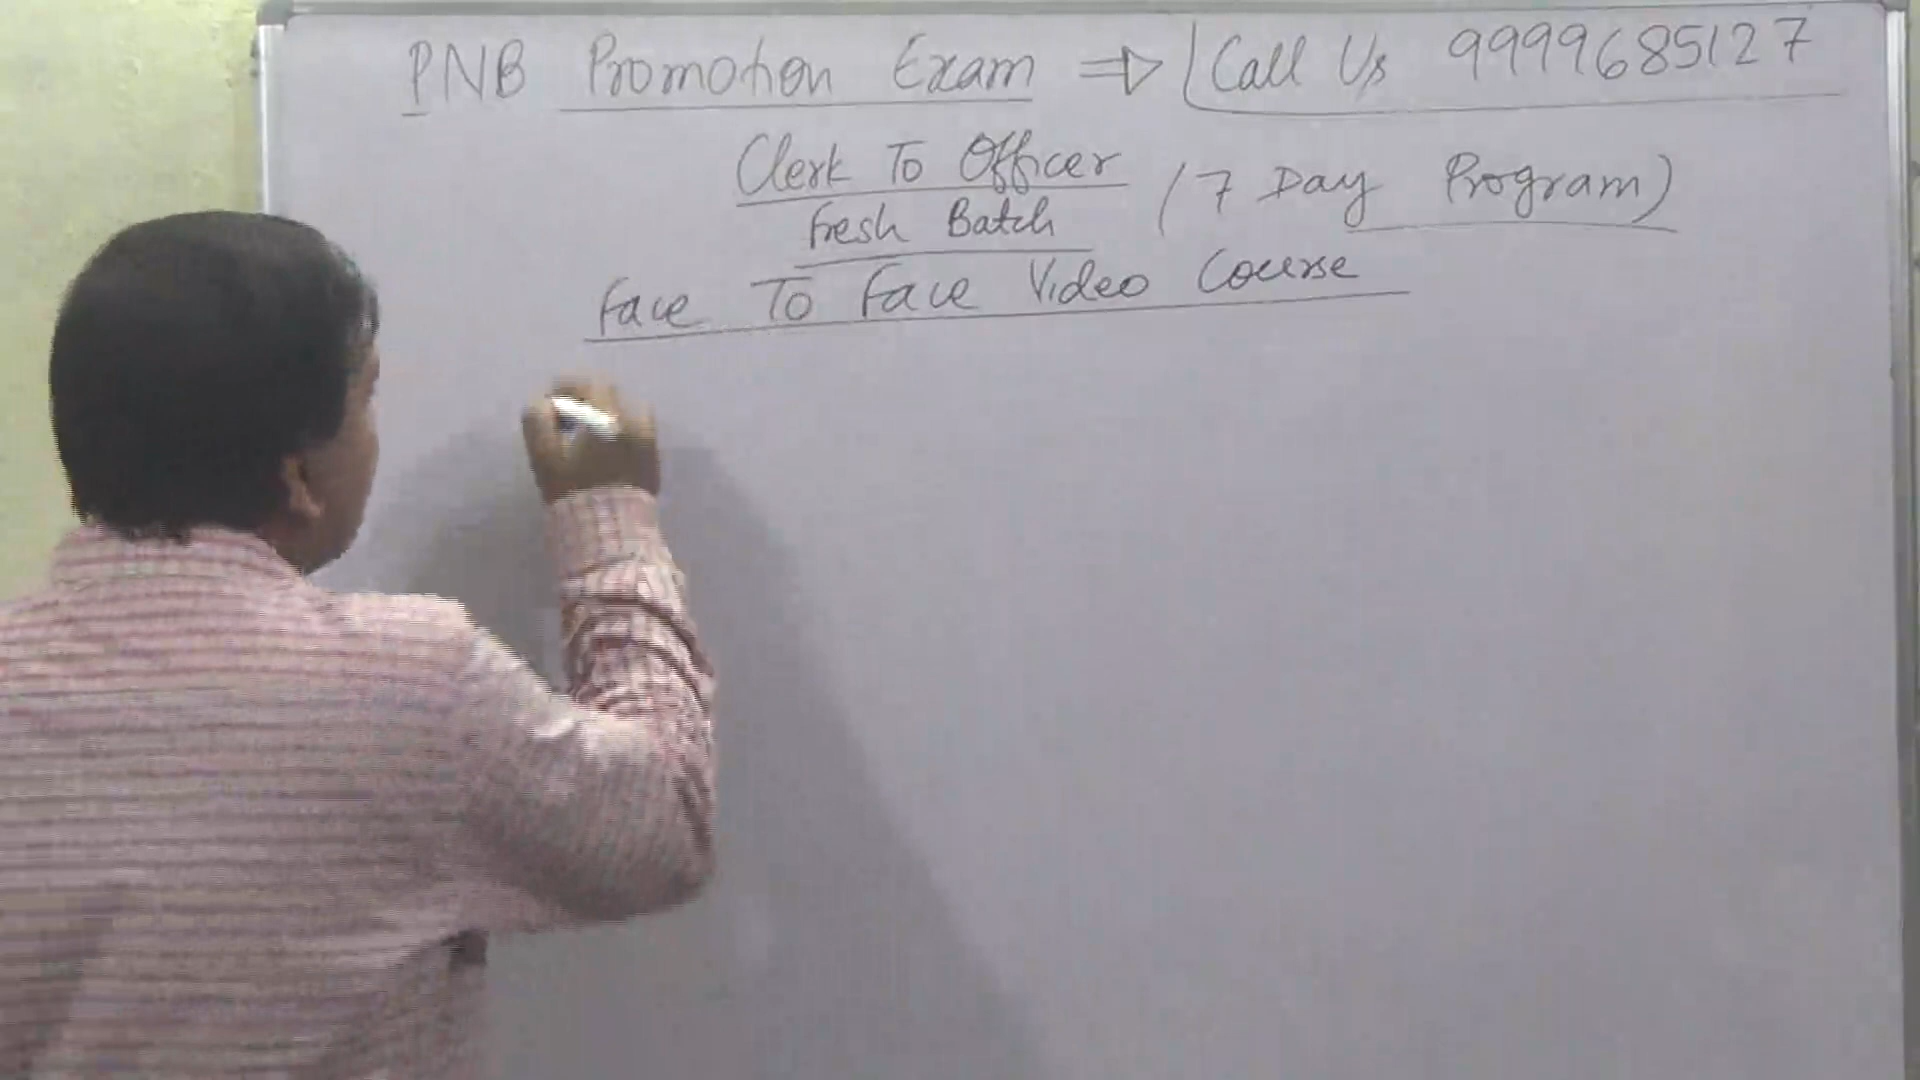 PNB Promotion Exam ⇒ Call Us 9999685127
Clerk To Officer
Fresh Batch (7 Day Program)
Face To Face Video Course